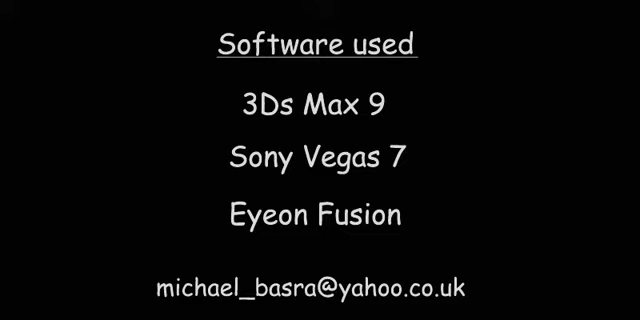 Software used
3Ds Max 9
Sony Vegas 7
Eyeon Fusion
michael_basra@yahoo.co.uk